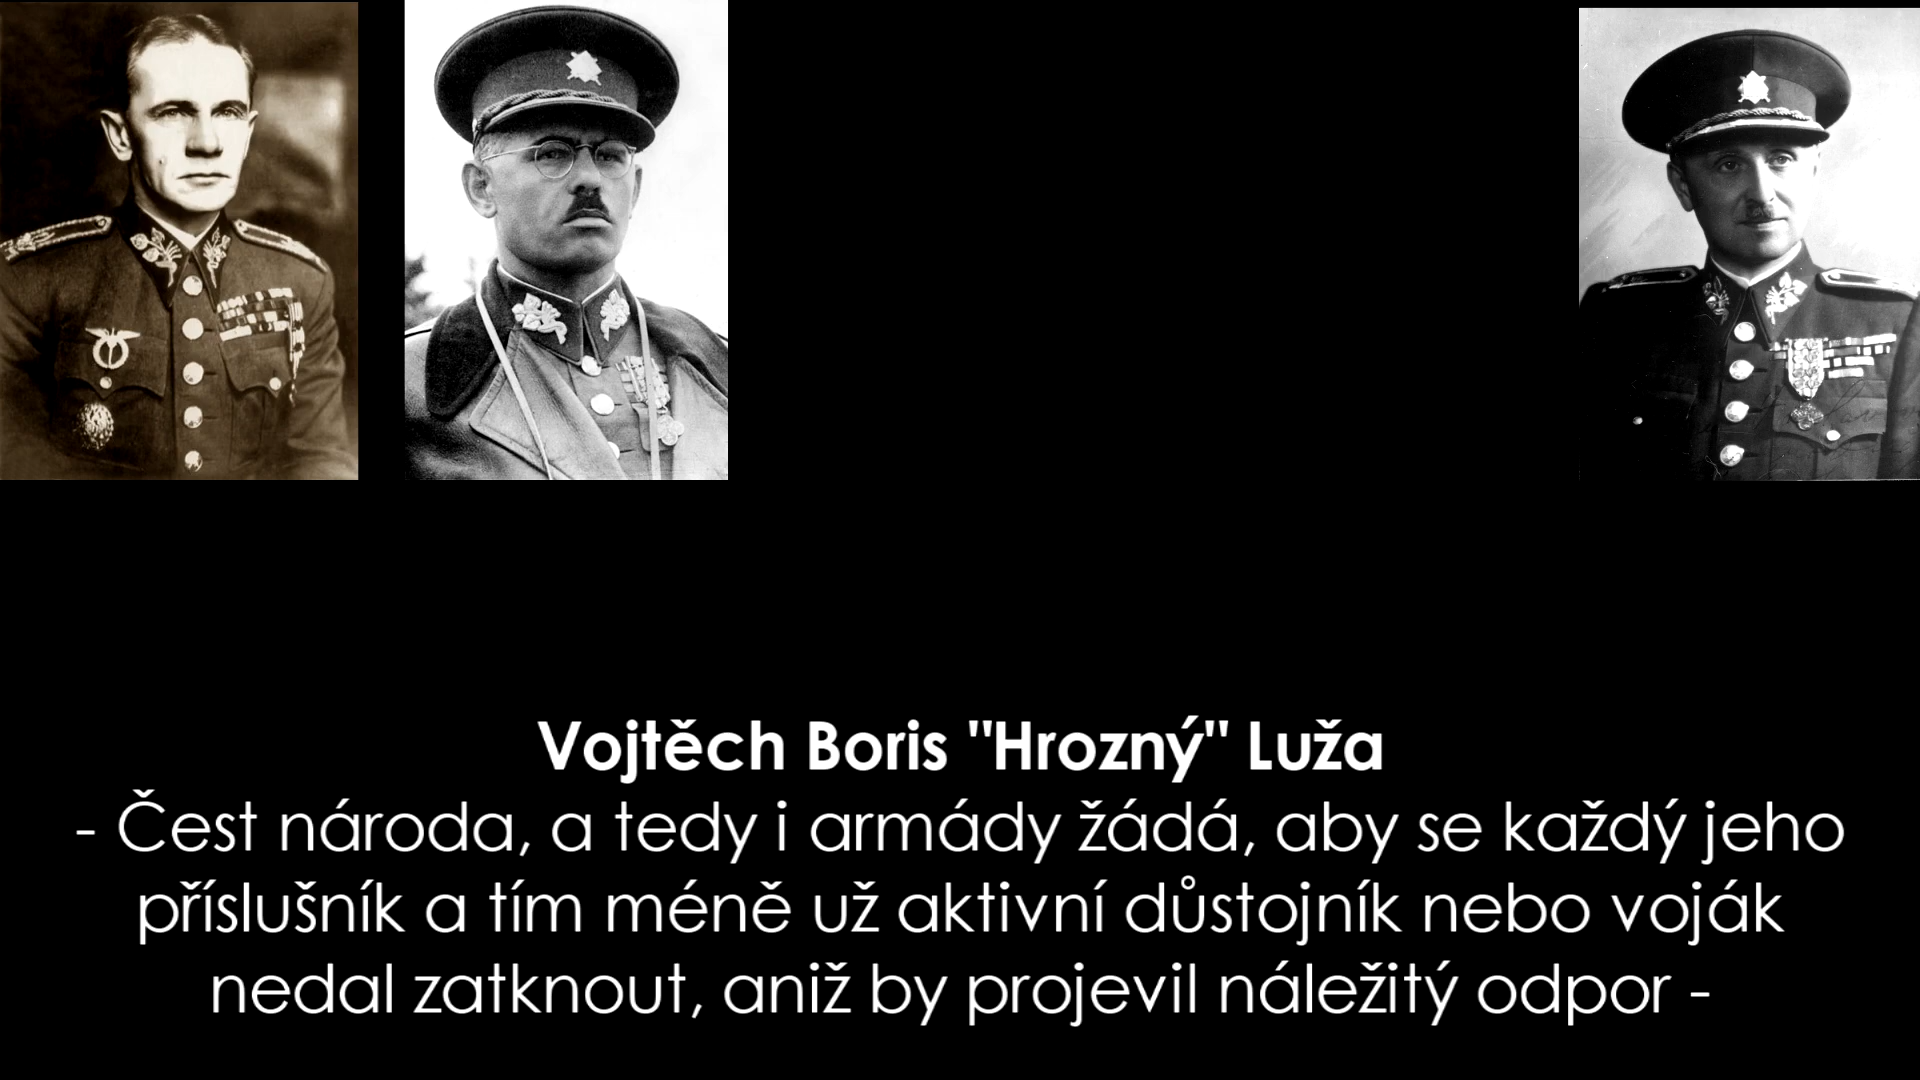 Vojtěch Boris "Hrozný" Luža
- Čest národa, a tedy i armády žádá, aby se každý jeho
příslušník a tím méně už aktivní důstojník nebo voják
nedal zatknout, aniž by projevil náležitý odpor -